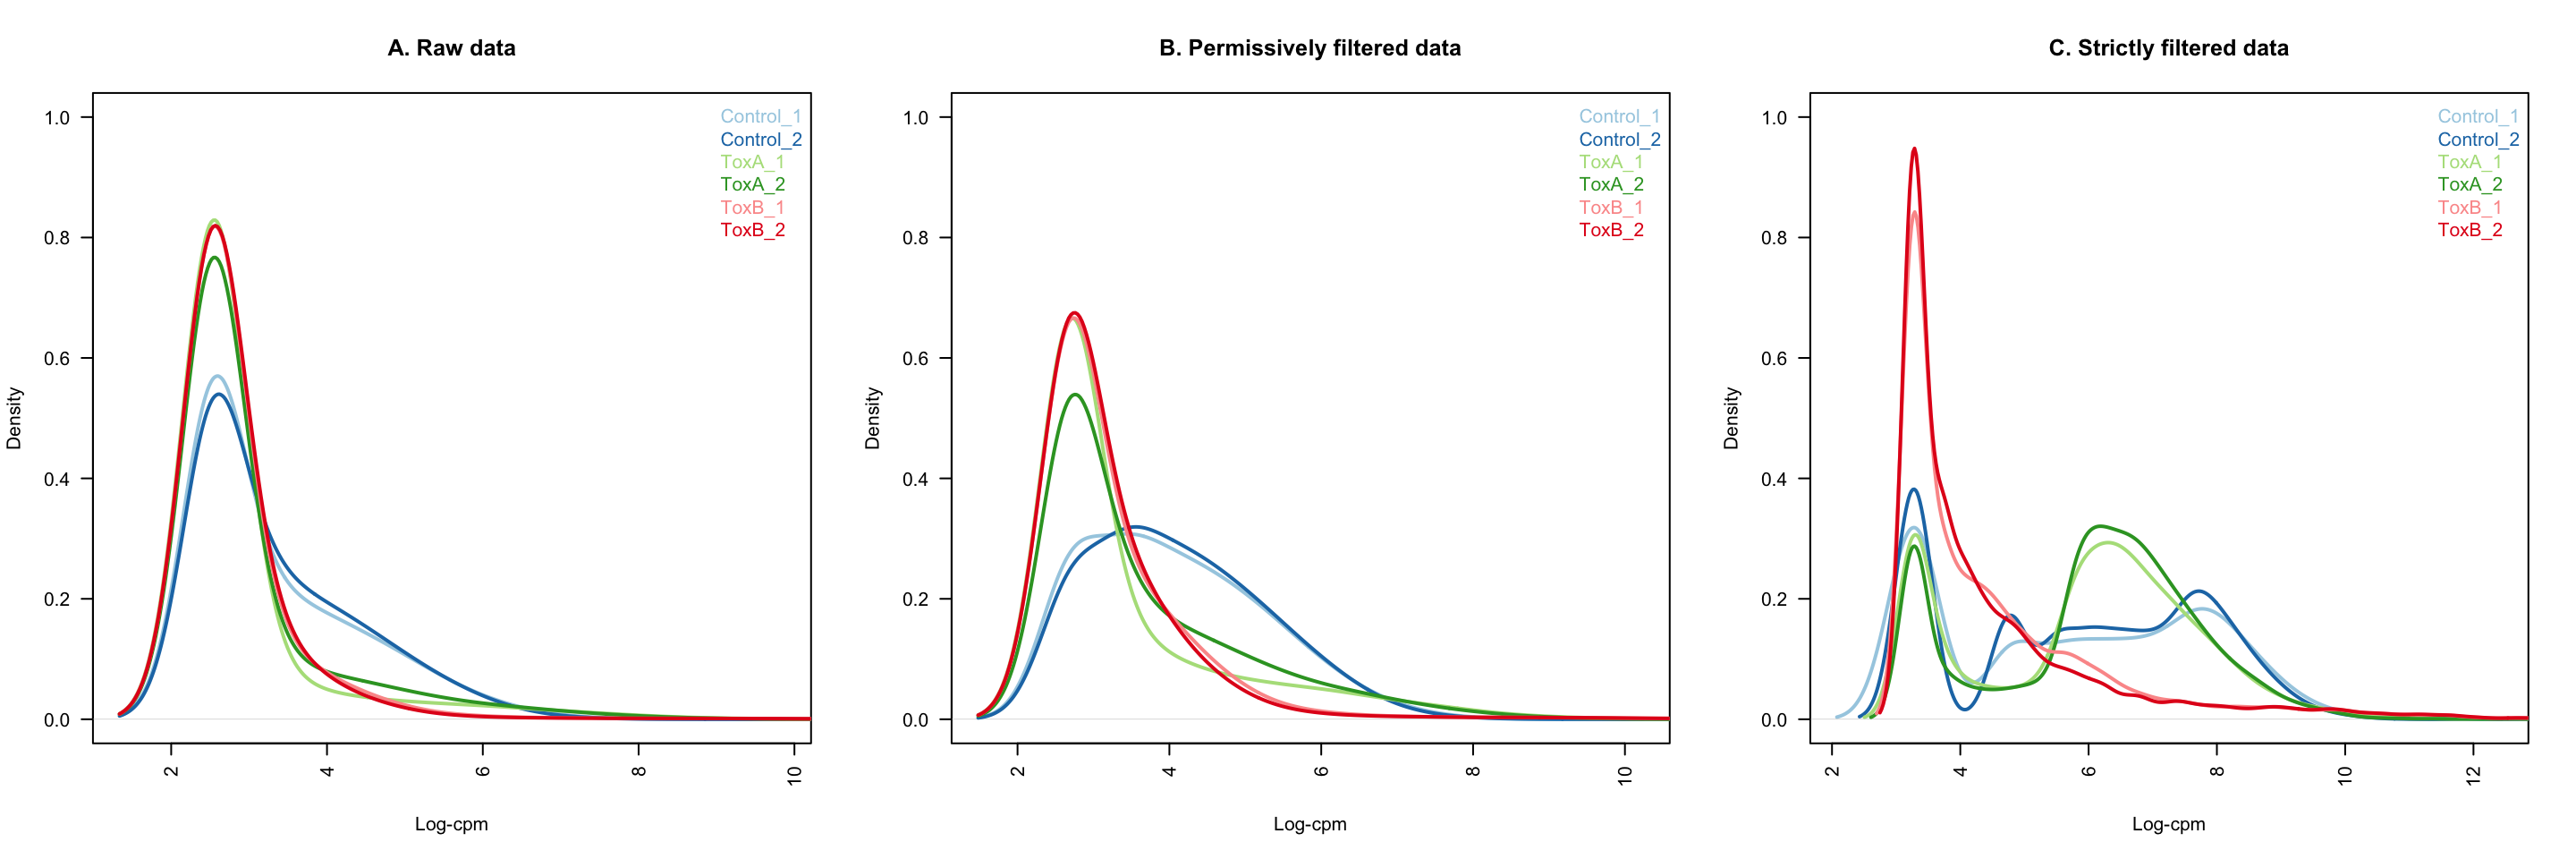 A. Raw data
Density
1.0
0.8
0.6
0.4
0.2
0.0
2 4 6 8 10
Log-cpm
Control_1
Control_2
ToxA_1
ToxA_2
ToxB_1
ToxB_2
B. Permissively filtered data
Density
1.0
0.8
0.6
0.4
0.2
0.0
2 4 6 8 10
Log-cpm
Control_1
Control_2
ToxA_1
ToxA_2
ToxB_1
ToxB_2
C. Strictly filtered data
Density
1.0
0.8
0.6
0.4
0.2
0.0
2 4 6 8 10 12
Log-cpm
Control_1
Control_2
ToxA_1
ToxA_2
ToxB_1
ToxB_2